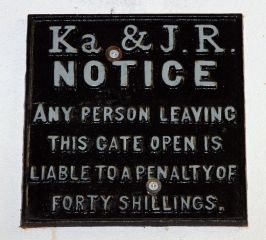 Ka. & J.R.
NOTICE
ANY PERSON LEAVING
THIS GATE OPEN IS
LIABLE TO A PENALTY OF
FORTY SHILLINGS.